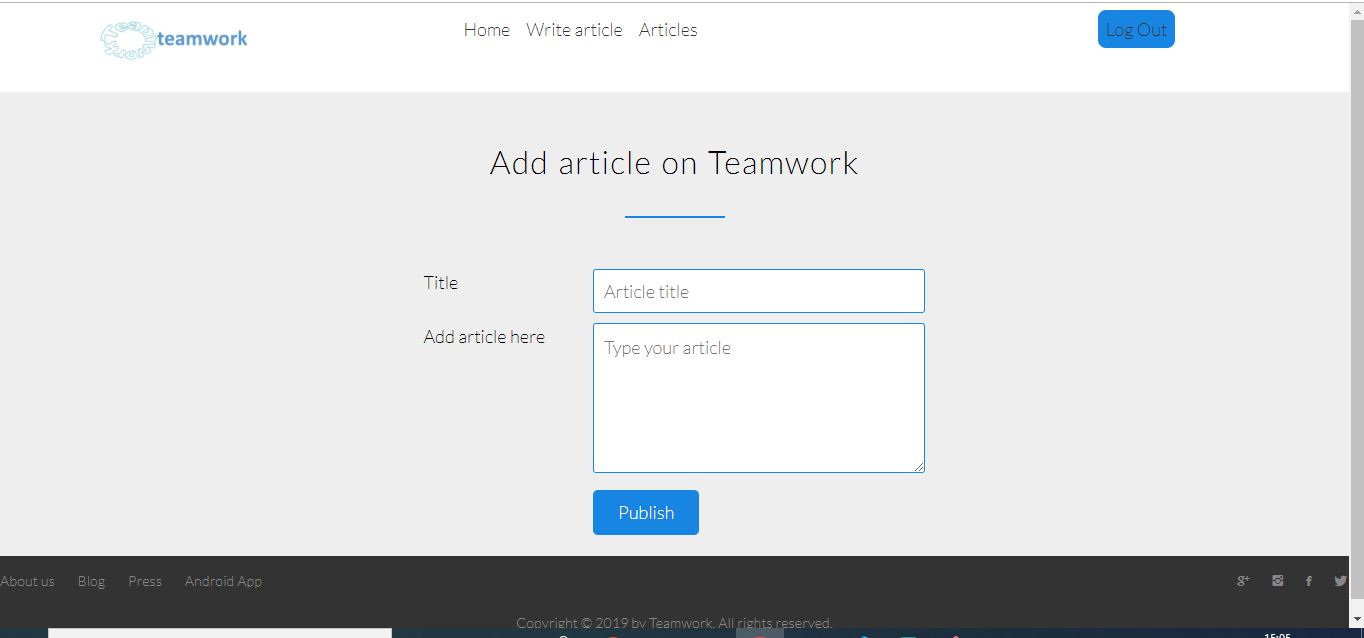 teamwork
Home Write article Articles
Log Out
Add article on Teamwork
Title
Article title
Add article here
Type your article
Publish
About us Blog Press Android App
Copyright © 2019 by Teamwork. All rights reserved.
15:05